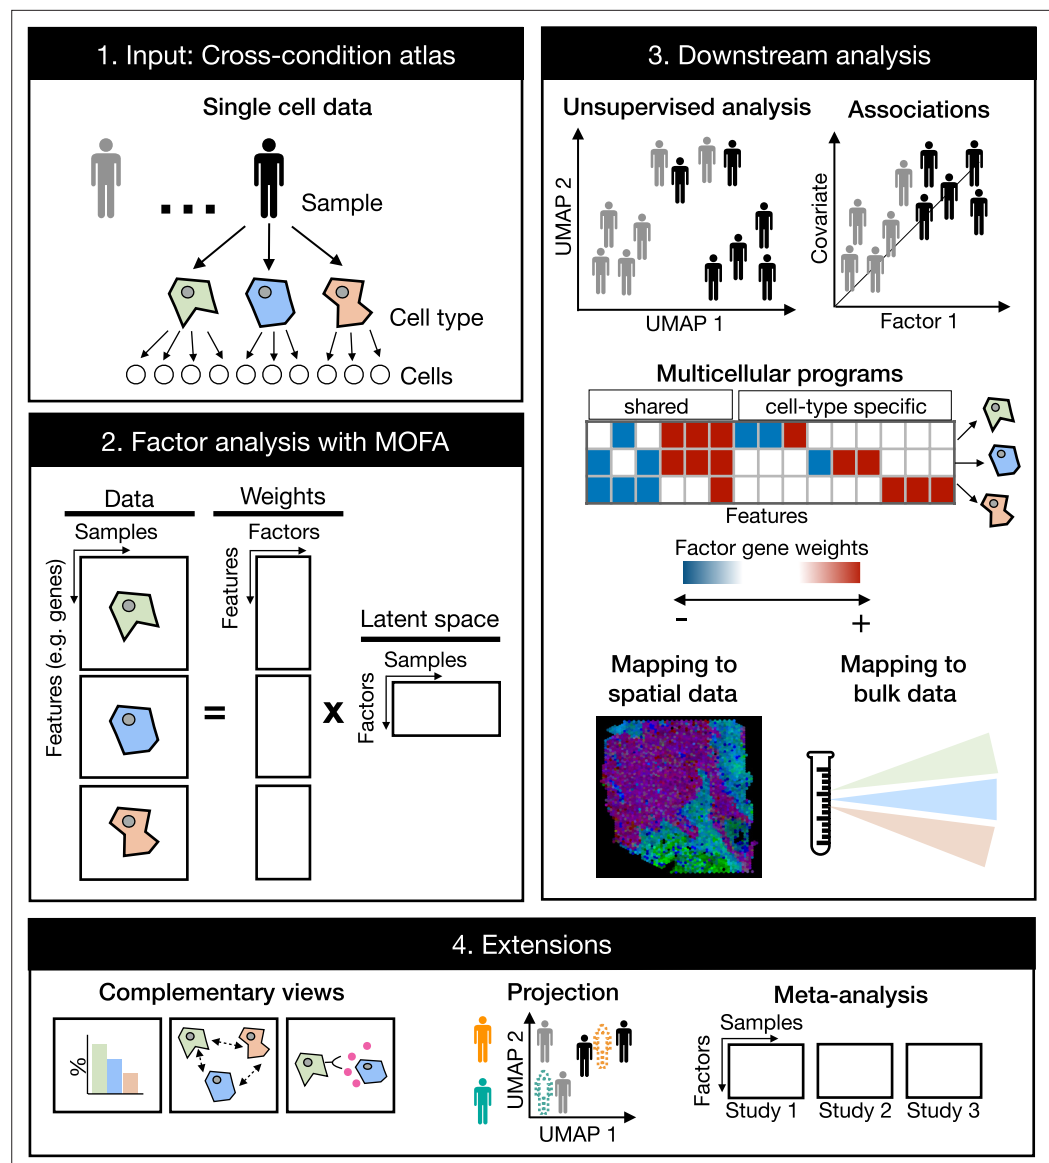 1. Input: Cross-condition atlas
Single cell data
Sample
Cell type
Cells
2. Factor analysis with MOFA
Data
Weights
Samples
Factors
Features (e.g. genes)
Features
=
x
Latent space
Samples
Factors
3. Downstream analysis
Unsupervised analysis
UMAP 2
UMAP 1
Associations
Covariate
Factor 1
Multicellular programs
shared
cell-type specific
Features
Factor gene weights
-
+
Mapping to
spatial data
Mapping to
bulk data
4. Extensions
Complementary views
%
Projection
UMAP 2
UMAP 1
Meta-analysis
Samples
Factors
Study 1
Study 2
Study 3